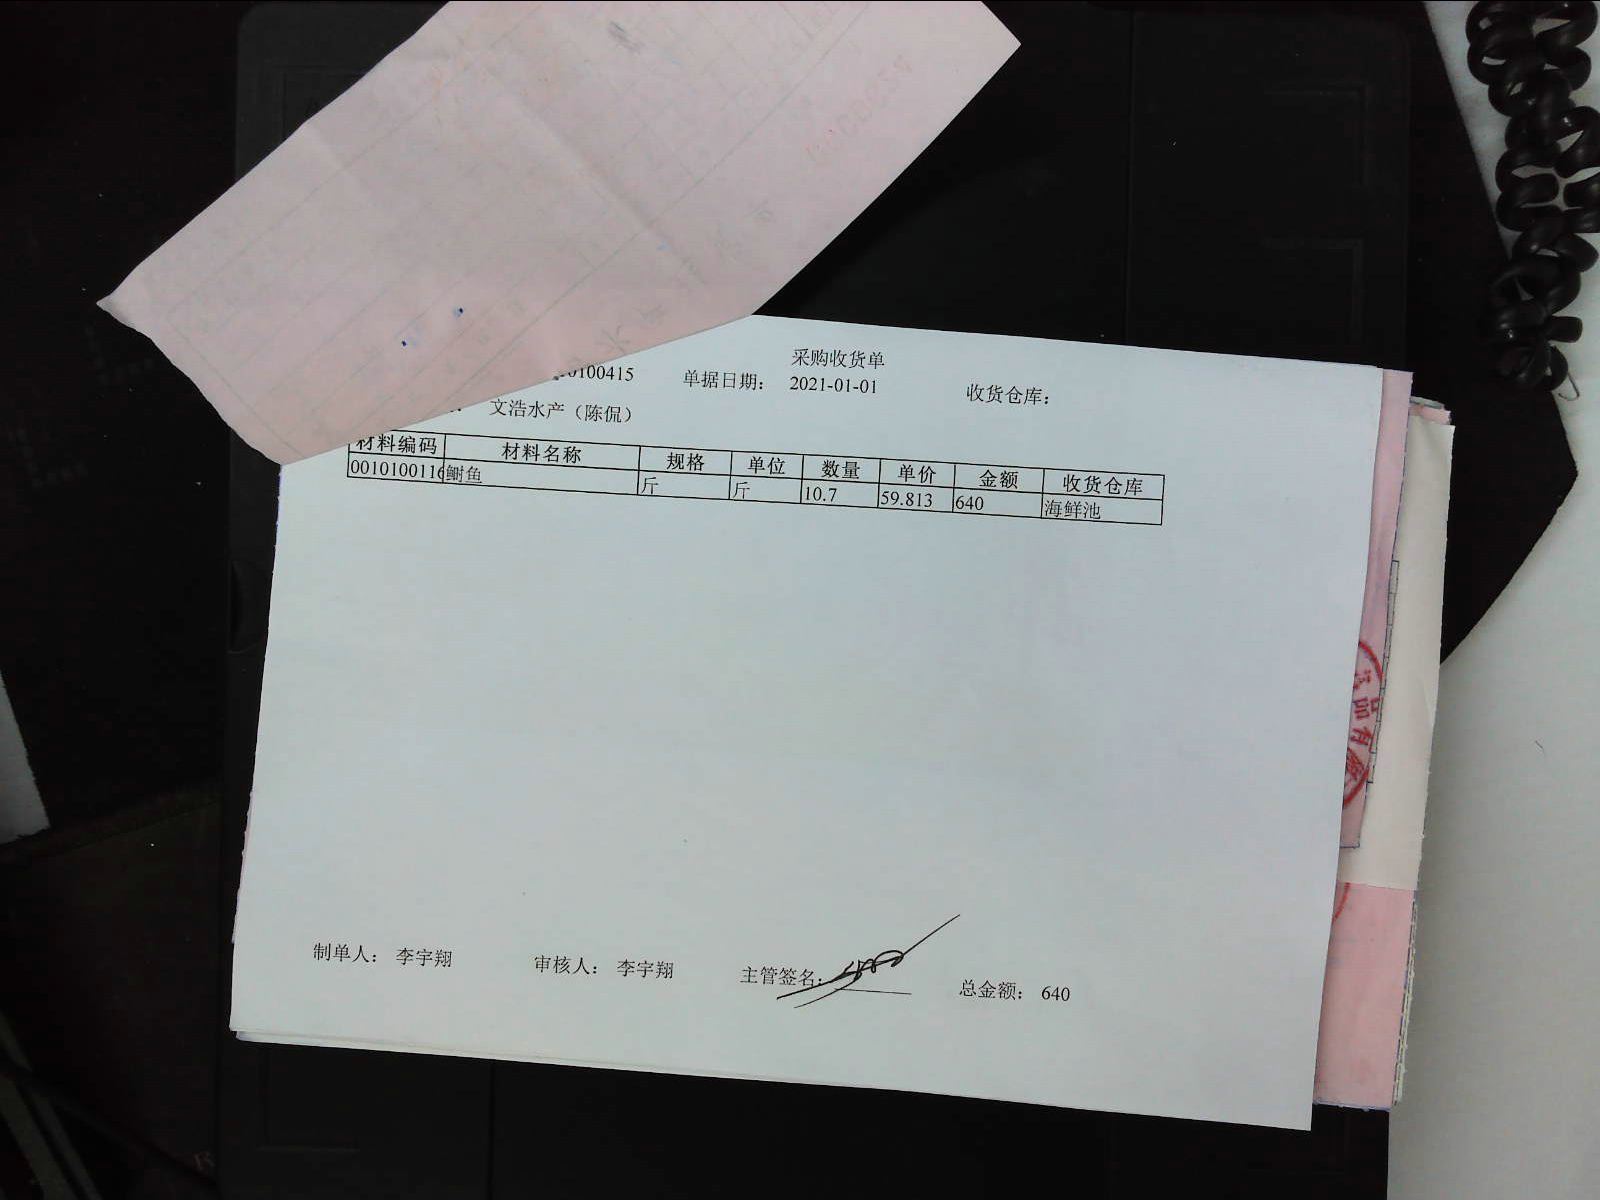 采购收货单
0100415 单据日期： 2021-01-01 收货仓库：
文浩水产（陈侃）
材料编码 材料名称 规格 单位 数量 单价 金额 收货仓库
0010100116 鲥鱼 斤 斤 10.7 59.813 640 海鲜池
制单人： 李宇翔 审核人： 李宇翔 主管签名： 总金额： 640
品有